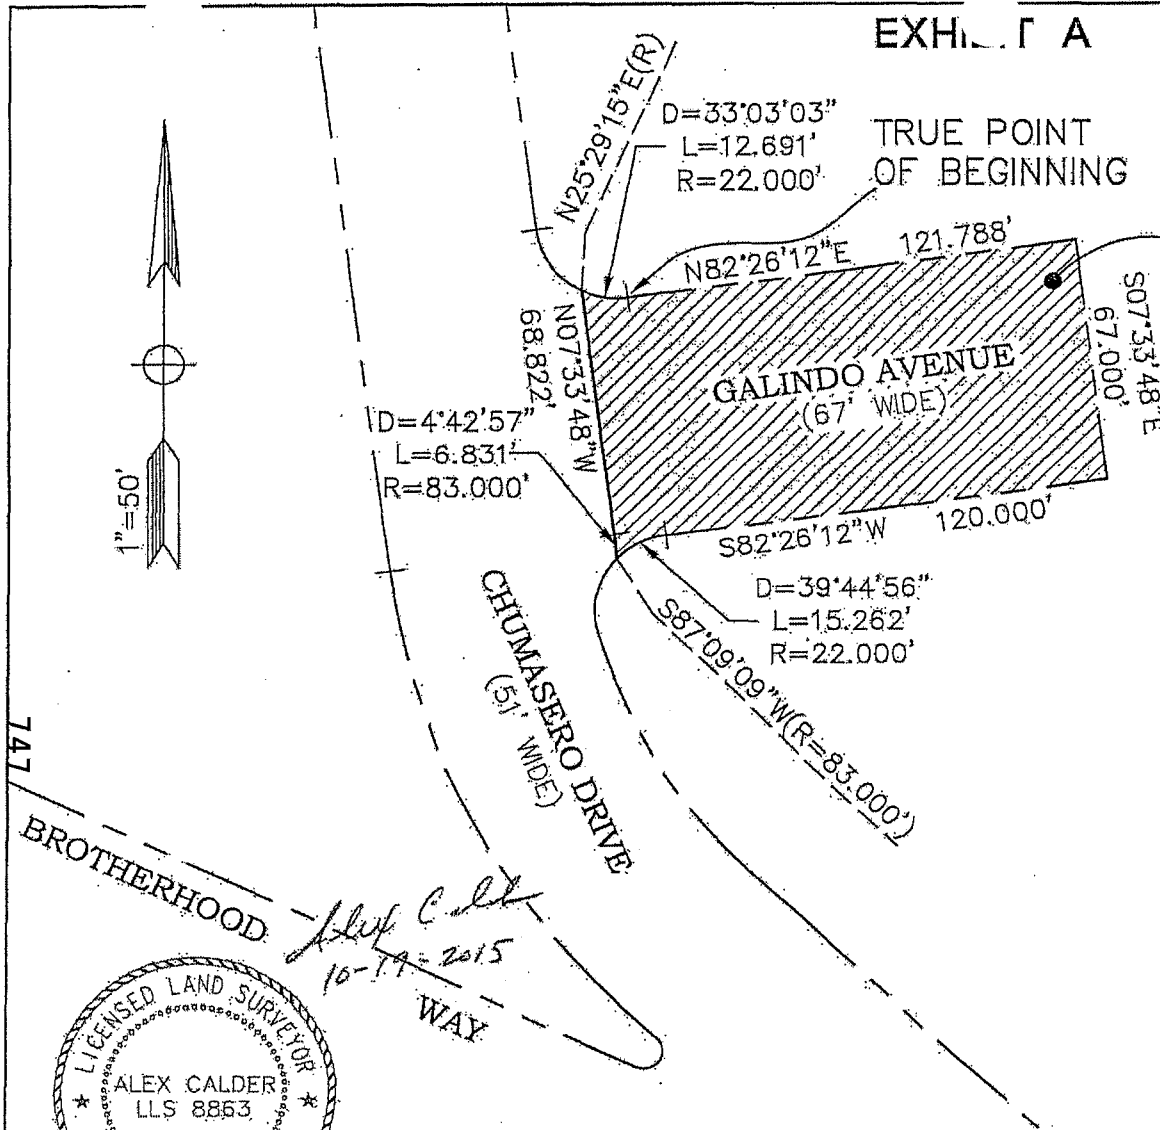 EXHI
A
N25°29'15"E(R)
D=33°03'03"
L=12.691'
R=22.000'
TRUE POINT
OF BEGINNING
N82°26'12"E 121.788'
S07°33'48"E
67.000'
N07°33'48"W
68.822'
GALINDO AVENUE
(67' WIDE)
D=4°42'57"
L=6.831'
R=83.000'
1"=50'
S82°26'12"W 120.000'
D=39°44'56"
L=15.262'
R=22.000'
S87°09'09"W(R=83.000')
CHUMASERO DRIVE
(51' WIDE)
747
BROTHERHOOD
WAY
10-19-2015
LICENSED LAND SURVEYOR
ALEX CALDER
LLS 8863